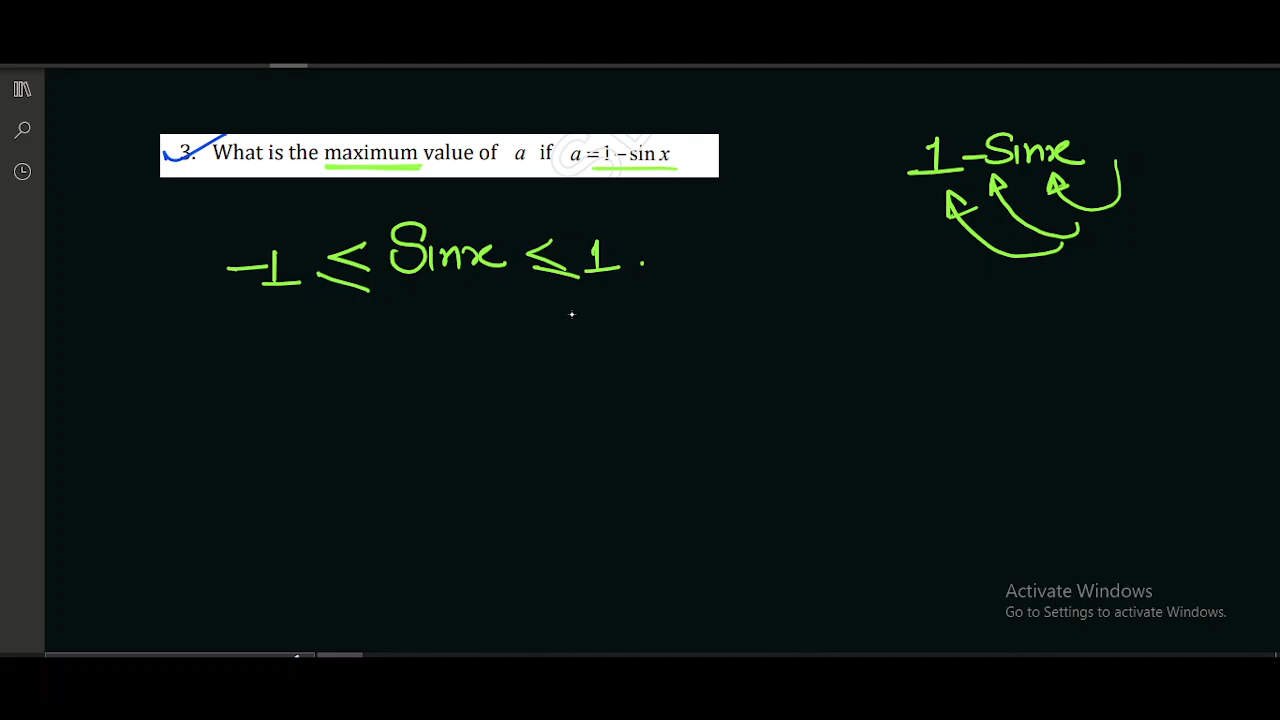 3. What is the maximum value of a if a = 1 – sin x
1 – Sinx
–1 ≤ Sinx ≤ 1 .
Activate Windows
Go to Settings to activate Windows.